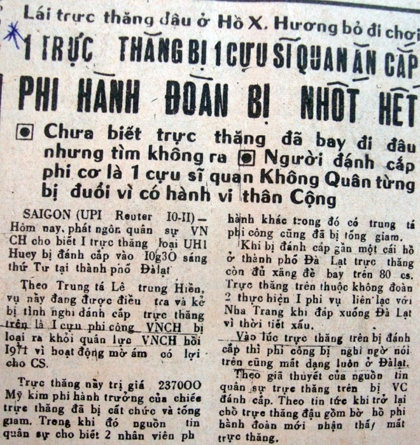 Lái trực thăng đâu ở Hồ X. Hương bỏ đi chơi
1 TRỰC THĂNG BỊ 1 CỰU SĨ QUAN ĂN CẮP
PHI HÀNH ĐOÀN BỊ NHỐT HẾT
Chưa biết trực thăng đã bay đi đâu
nhưng tìm không ra Người đánh cắp
phi cơ là 1 cựu sĩ quan Không Quân từng
bị đuổi vì có hành vi thân Cộng
SAIGON (UPI Reuter 10-II)—
Hôm nay, phát ngôn quân sự VN
CH cho biết 1 trực thăng loại UH1
Huey bị đánh cắp vào 10g30 sáng
thứ Tư tại thành phố Đàlạt
Theo Trung tá Lê trung Hiền,
vụ này đang được điều tra và kẻ
bị tình nghi đánh cắp trực thăng
trên là 1 cựu phi công VNCH bị
loại ra khỏi quân lực VNCH hồi
1971 vì hoạt động mờ ám có lợi
cho CS.
Trực thăng này trị giá 237000
Mỹ kim phi hành trưởng của chiếc
trực thăng đã bị cất chức và tống
giam. Trong khi đó nguồn tin
quân sự cho biết 2 nhân viên ph
hành khác trong đó có trung tá
phi công cũng đã bị tống giam.
Khi bị đánh cắp gần một cái hồ
ở thành phố Đà Lạt trực thăng
còn đủ xăng để bay trên 80 cs.
Trực thăng trên thuộc không đoàn
2 thực hiện 1 phi vụ liên lạc với
Nha Trang khi đáp xuống Đà Lạt
vì thời tiết xấu.
Vào lúc trực thăng trên bị đánh
cắp thì phi công bị nghi ngờ nói
trên cũng mất dạng luôn ở Đàlạt.
Theo giả thuyết của nguồn tin
quân sự trực thăng trên bị VC
đánh cắp. Theo tin tức khi trở lại
chỗ trực thăng đậu gồm bờ hồ phi
hành đoàn mới nhận thấy mất
trực thăng.